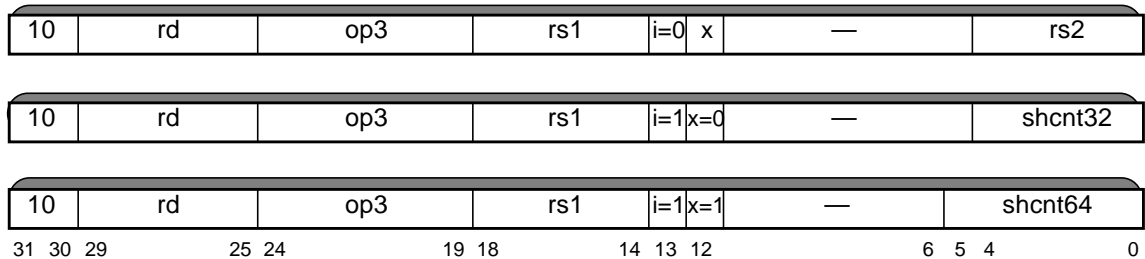 10 rd op3 rs1 i=0 x — rs2
10 rd op3 rs1 i=1 x=0 — shcnt32
10 rd op3 rs1 i=1 x=1 — shcnt64
31 30 29 25 24 19 18 14 13 12 6 5 4 0